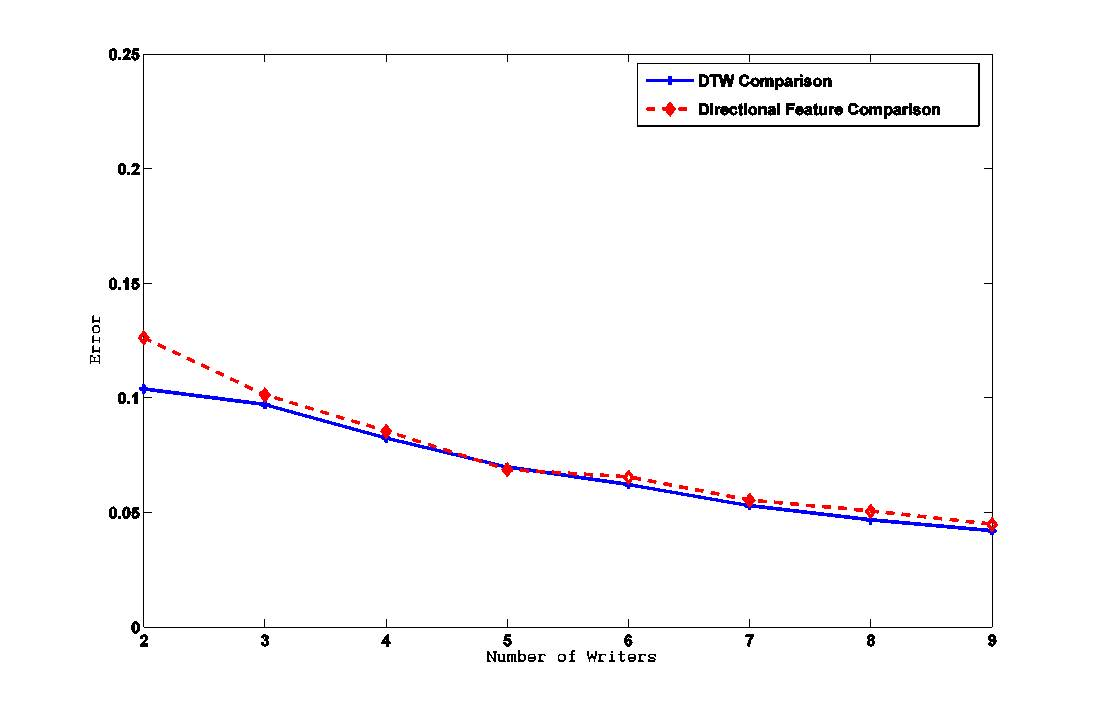 0.25
DTW Comparison
Directional Feature Comparison
0.2
0.15
Error
0.1
0.05
0
2 3 4 5 6 7 8 9
Number of Writers